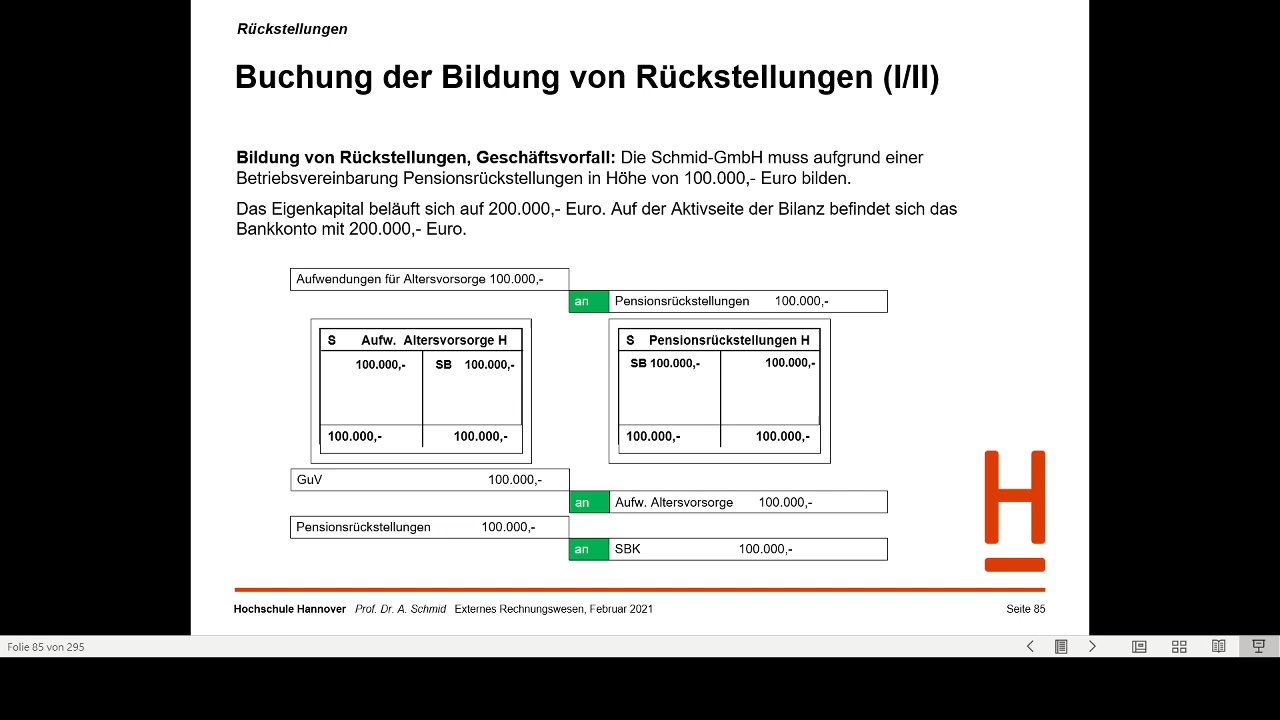 Rückstellungen
Buchung der Bildung von Rückstellungen (I/II)
Bildung von Rückstellungen, Geschäftsvorfall: Die Schmid-GmbH muss aufgrund einer
Betriebsvereinbarung Pensionsrückstellungen in Höhe von 100.000,- Euro bilden.
Das Eigenkapital beläuft sich auf 200.000,- Euro. Auf der Aktivseite der Bilanz befindet sich das
Bankkonto mit 200.000,- Euro.
Aufwendungen für Altersvorsorge 100.000,-
an Pensionsrückstellungen 100.000,-
S Aufw. Altersvorsorge H
100.000,- SB 100.000,-
100.000,- 100.000,-
S Pensionsrückstellungen H
SB 100.000,- 100.000,-
100.000,- 100.000,-
GuV 100.000,-
an Aufw. Altersvorsorge 100.000,-
Pensionsrückstellungen 100.000,-
an SBK 100.000,-
H
Hochschule Hannover Prof. Dr. A. Schmid Externes Rechnungswesen, Februar 2021 Seite 85
Folie 85 von 295